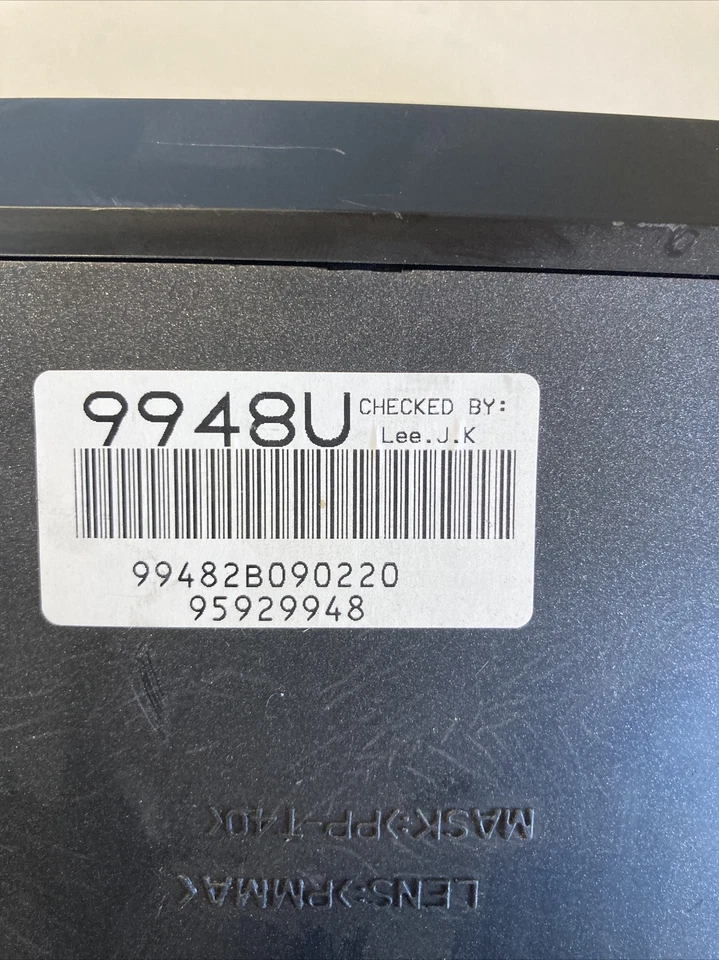 9948U
CHECKED BY:
Lee.J.K
99482B090220
95929948
MASK:>PP-T40<
LENS:>PMMA<